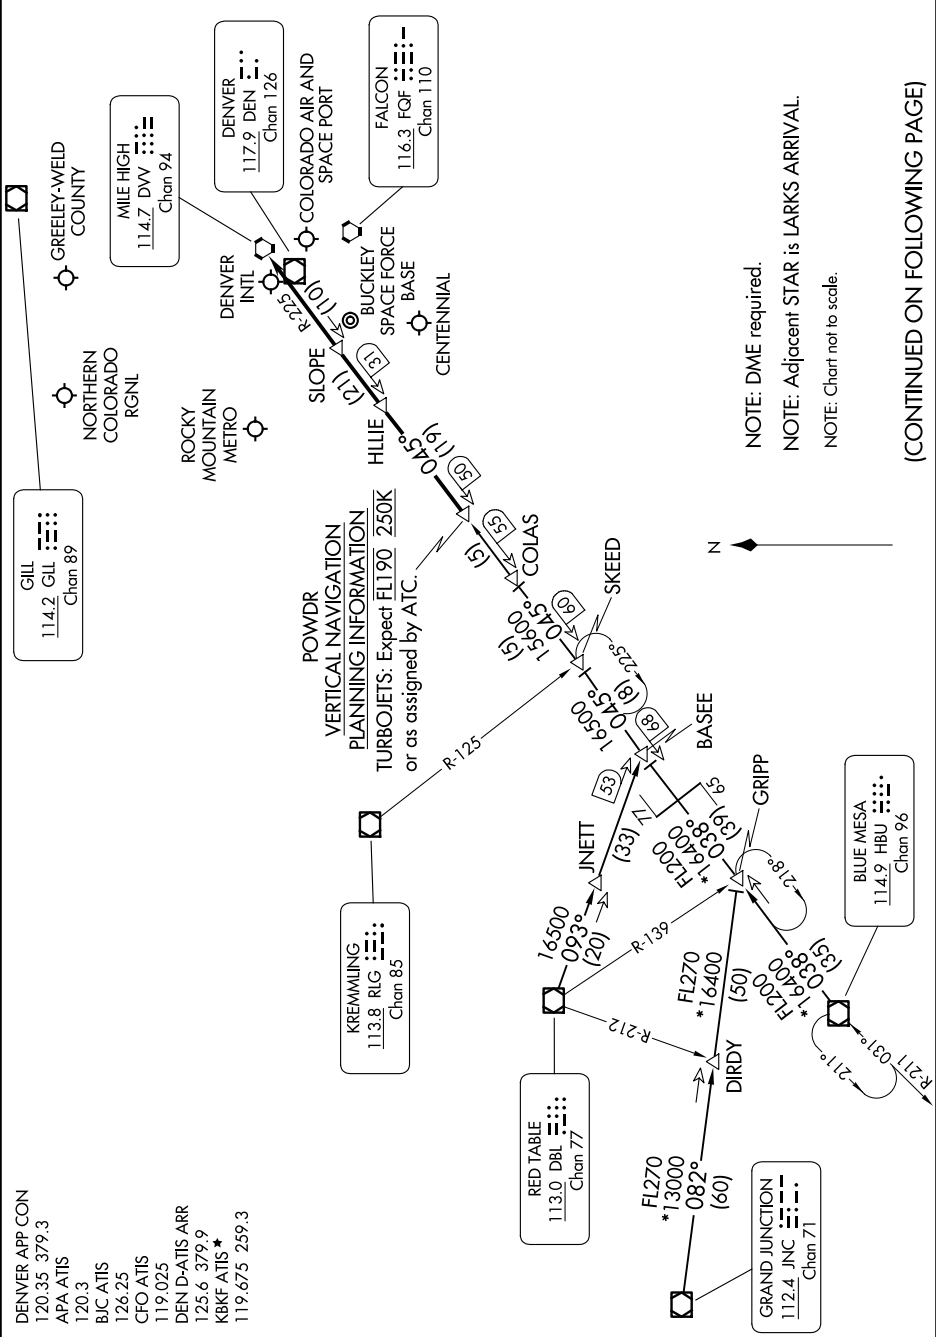 DENVER APP CON
120.35 379.3
APA ATIS
120.3
BJC ATIS
126.25
CFO ATIS
119.025
DEN D-ATIS ARR
125.6 379.9
KBKF ATIS★
119.675 259.3
GILL
114.2 GLL
Chan 89
GREELEY-WELD
COUNTY
NORTHERN
COLORADO
RGNL
ROCKY
MOUNTAIN
METRO
MILE HIGH
114.7 DVV
Chan 94
DENVER
117.9 DEN
Chan 126
DENVER
INTL
COLORADO AIR AND
SPACE PORT
FALCON
116.3 FQF
Chan 110
BUCKLEY
SPACE FORCE
BASE
CENTENNIAL
R-225
(10)
SLOPE
(21)
31
HLLIE
045°
(19)
50
POWDR
VERTICAL NAVIGATION
PLANNING INFORMATION
TURBOJETS: Expect FL190 250K
or as assigned by ATC.
(5)
55
COLAS
(5)
15600
045°
60
SKEED
225°
KREMMLING
113.8 RLG
Chan 85
R-125
16500
045°
(8)
68
BASEE
53
JNETT
(33)
16500
093°
(20)
77
65
FL200
*16400
038°
(39)
GRIPP
218°
RED TABLE
113.0 DBL
Chan 77
R-139
R-212
FL270
*16400
(50)
DIRDY
FL270
*13000
082°
(60)
GRAND JUNCTION
112.4 JNC
Chan 71
FL200
*16400
038°
(35)
BLUE MESA
114.9 HBU
Chan 96
211°
031°
R-211
N
NOTE: DME required.
NOTE: Adjacent STAR is LARKS ARRIVAL.
NOTE: Chart not to scale.
(CONTINUED ON FOLLOWING PAGE)